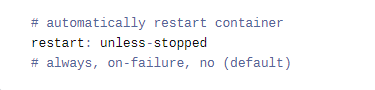 # automatically restart container
restart: unless-stopped
# always, on-failure, no (default)